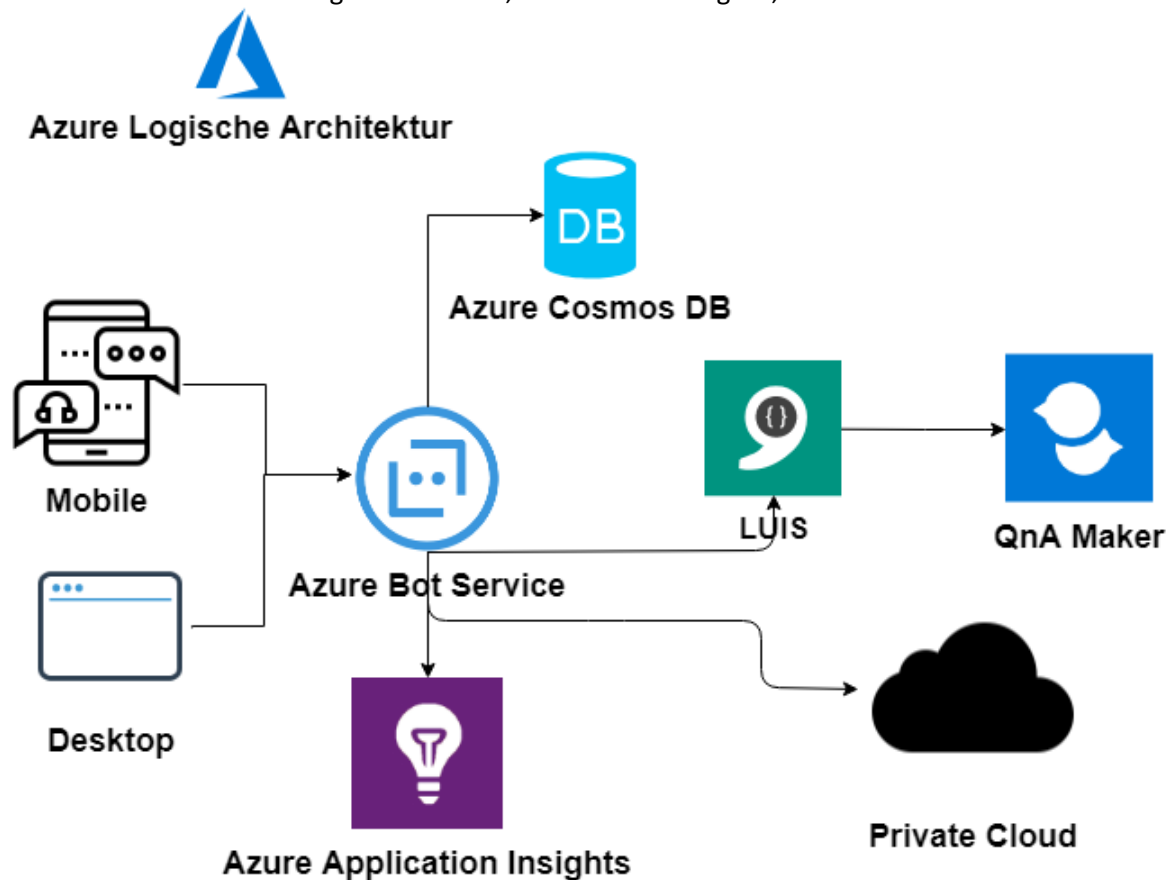 Azure Logische Architektur
DB
Azure Cosmos DB
Mobile
LUIS
QnA Maker
Azure Bot Service
Desktop
Private Cloud
Azure Application Insights